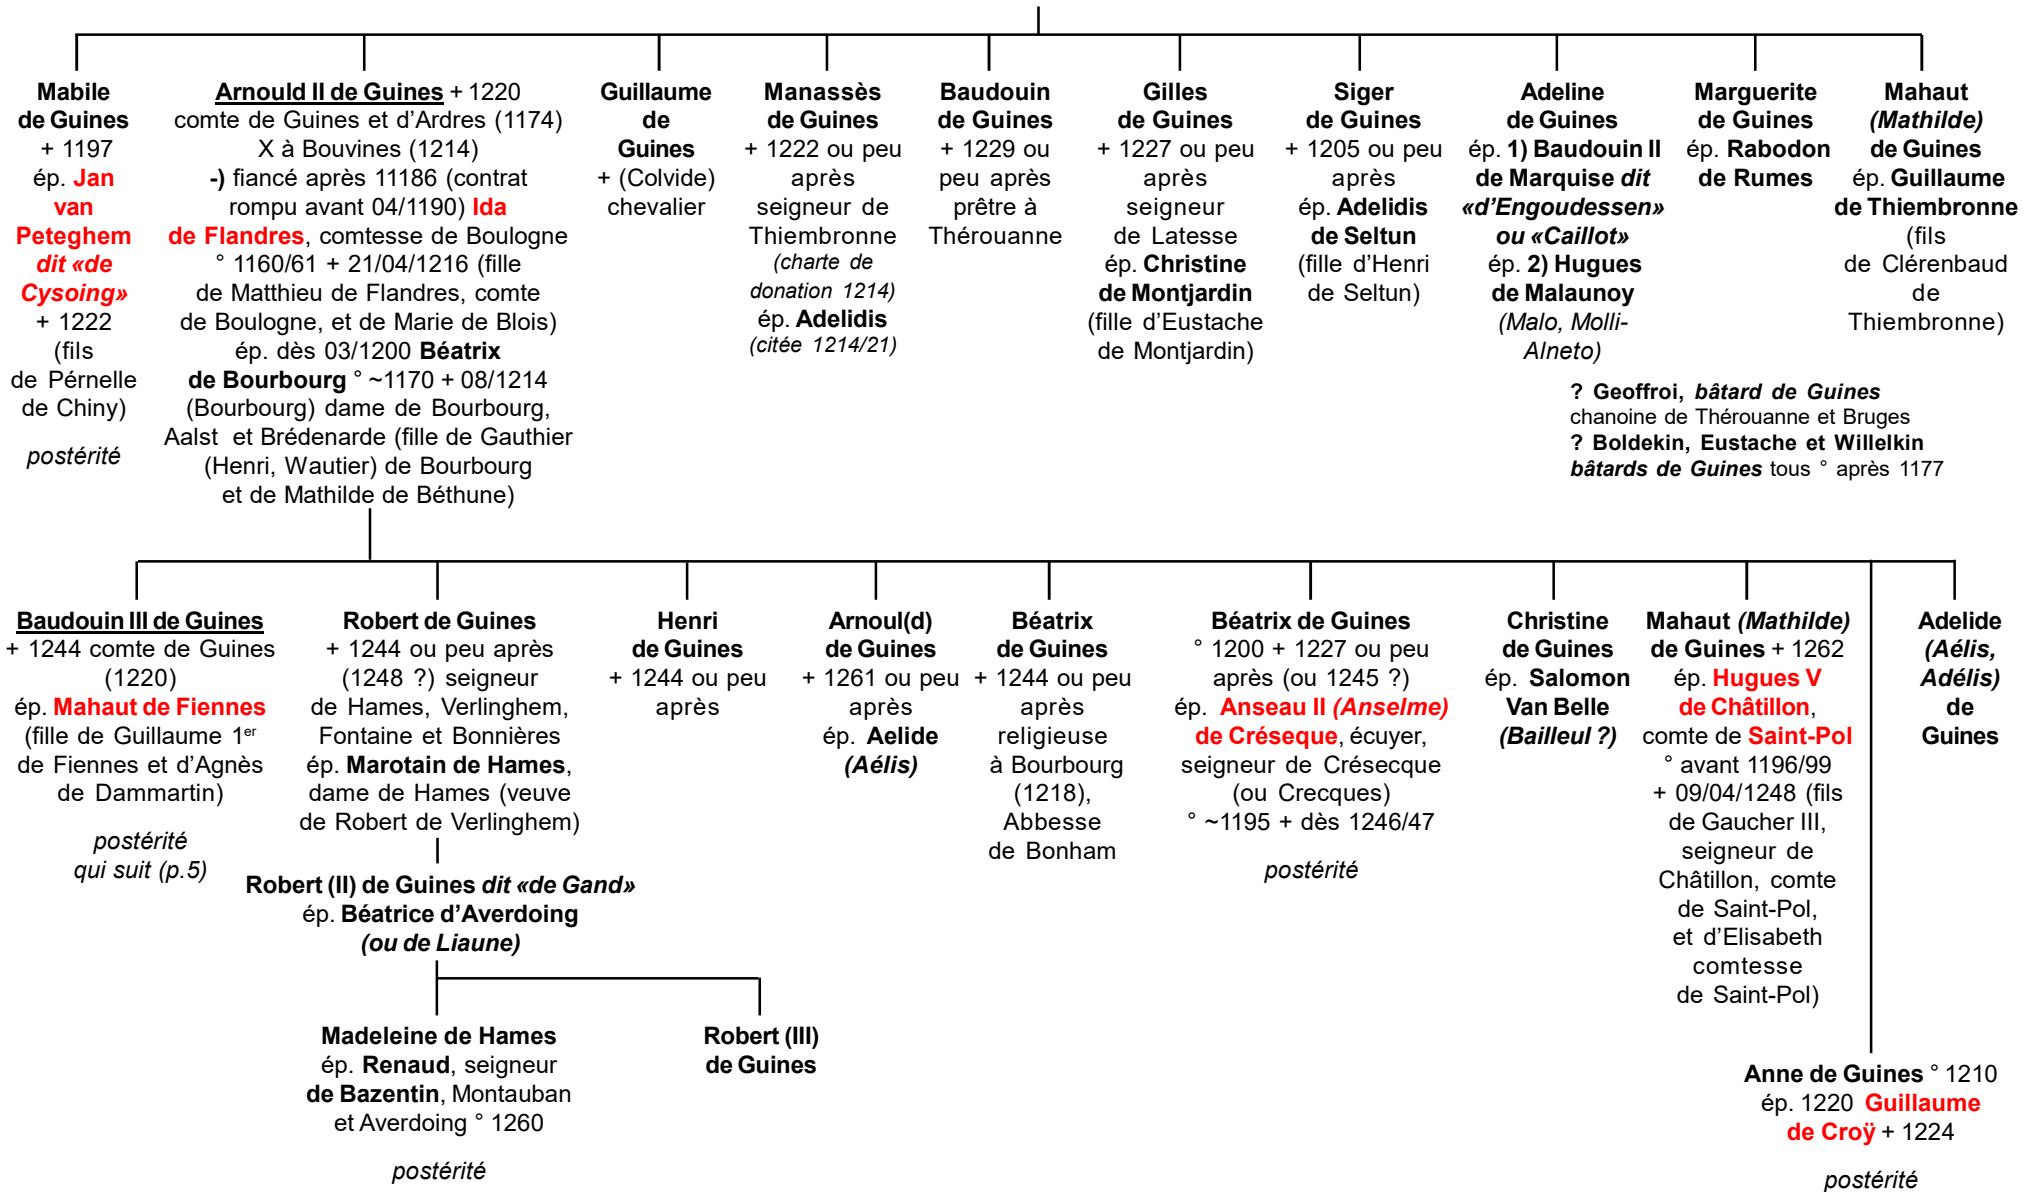 Mabile
de Guines
+ 1197
ép. Jan
van
Peteghem
dit «de
Cysoing»
+ 1222
(fils
de Pérnelle
de Chiny)
postérité
Arnould II de Guines + 1220
comte de Guines et d'Ardres (1174)
X à Bouvines (1214)
-) fiancé après 11186 (contrat
rompu avant 04/1190) Ida
de Flandres, comtesse de Boulogne
° 1160/61 + 21/04/1216 (fille
de Matthieu de Flandres, comte
de Boulogne, et de Marie de Blois)
ép. dès 03/1200 Béatrix
de Bourbourg ° ~1170 + 08/1214
(Bourbourg) dame de Bourbourg,
Aalst et Brédenarde (fille de Gauthier
(Henri, Wautier) de Bourbourg
et de Mathilde de Béthune)
Guillaume
de
Guines
+ (Colvide)
chevalier
Manassès
de Guines
+ 1222 ou peu
après
seigneur de
Thiembronne
(charte de
donation 1214)
ép. Adelidis
(citée 1214/21)
Baudouin
de Guines
+ 1229 ou
peu après
prêtre à
Thérouanne
Gilles
de Guines
+ 1227 ou peu
après
seigneur
de Latesse
ép. Christine
de Montjardin
(fille d'Eustache
de Montjardin)
Siger
de Guines
+ 1205 ou peu
après
ép. Adelidis
de Seltun
(fille d'Henri
de Seltun)
Adeline
de Guines
ép. 1) Baudouin II
de Marquise dit
«d'Engoudessen»
ou «Caillot»
ép. 2) Hugues
de Malaunoy
(Malo, Molli-
Alneto)
Marguerite
de Guines
ép. Rabodon
de Rumes
Mahaut
(Mathilde)
de Guines
ép. Guillaume
de Thiembronne
(fils
de Clérenbaud
de
Thiembronne)
? Geoffroi, bâtard de Guines
chanoine de Thérouanne et Bruges
? Boldekin, Eustache et Willelkin
bâtards de Guines tous ° après 1177
Baudouin III de Guines
+ 1244 comte de Guines
(1220)
ép. Mahaut de Fiennes
(fille de Guillaume 1er
de Fiennes et d'Agnès
de Dammartin)
postérité
qui suit (p.5)
Robert de Guines
+ 1244 ou peu après
(1248 ?) seigneur
de Hames, Verlinghem,
Fontaine et Bonnières
ép. Marotain de Hames,
dame de Hames (veuve
de Robert de Verlinghem)
Robert (II) de Guines dit «de Gand»
ép. Béatrice d'Averdoing
(ou de Liaune)
Madeleine de Hames
ép. Renaud, seigneur
de Bazentin, Montauban
et Averdoing ° 1260
postérité
Robert (III)
de Guines
Henri
de Guines
+ 1244 ou peu
après
Arnoul(d)
de Guines
+ 1261 ou peu
après
ép. Aelide
(Aélis)
Béatrix
de Guines
+ 1244 ou peu
après
religieuse
à Bourbourg
(1218),
Abbesse
de Bonham
Béatrix de Guines
° 1200 + 1227 ou peu
après (ou 1245 ?)
ép. Anseau II (Anselme)
de Créseque, écuyer,
seigneur de Crésecque
(ou Crecques)
° ~1195 + dès 1246/47
postérité
Christine
de Guines
ép. Salomon
Van Belle
(Bailleul ?)
Mahaut (Mathilde)
de Guines + 1262
ép. Hugues V
de Châtillon,
comte de Saint-Pol
° avant 1196/99
+ 09/04/1248 (fils
de Gaucher III,
seigneur de
Châtillon, comte
de Saint-Pol,
et d'Elisabeth
comtesse
de Saint-Pol)
Adelide
(Aélis,
Adélis)
de
Guines
Anne de Guines ° 1210
ép. 1220 Guillaume
de Croÿ + 1224
postérité